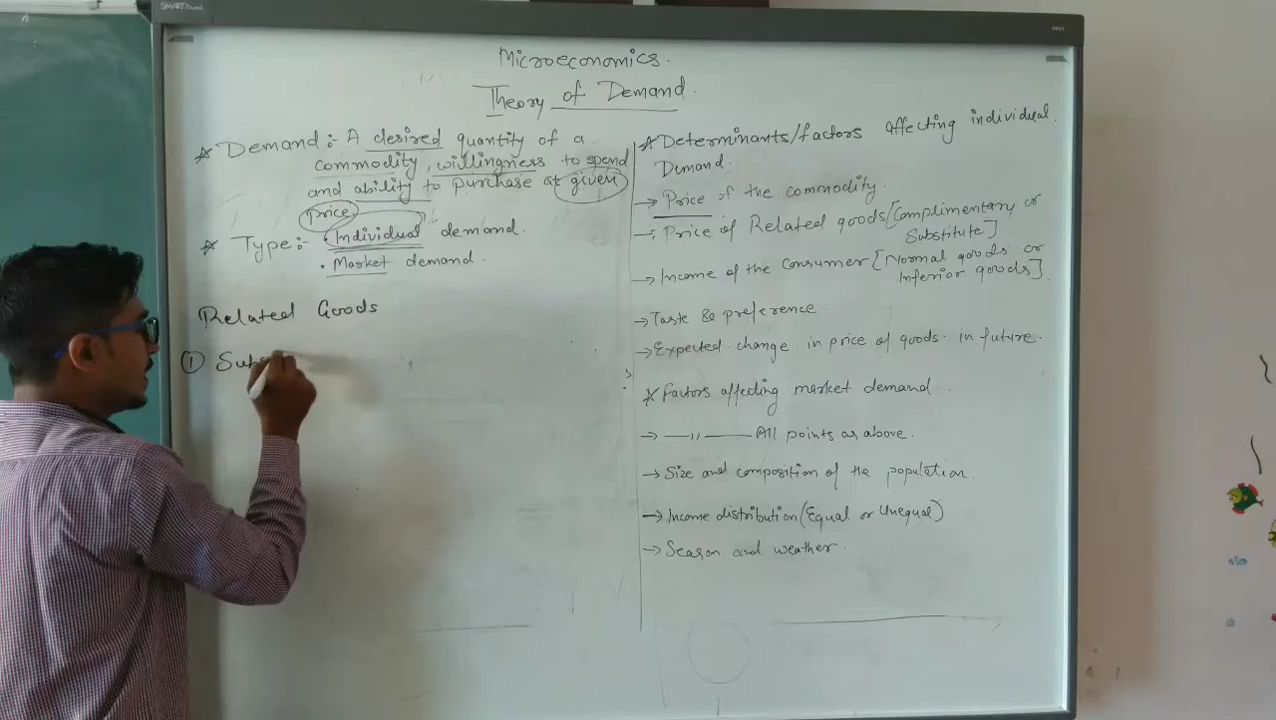 SMART Board
Microeconomics.
Theory of Demand
☆ Demand :- A desired quantity of a
commodity, willingness to spend
and ability to purchase at given
price
☆ Type :- • Individual demand.
• Market demand.
Related Goods
① Sub
☆ Determinants/factors affecting individual
Demand.
→ Price of the commodity.
→ Price of Related goods [Complimentary or
Substitute]
→ Income of the consumer [Normal goods or
Inferior goods]
→ Taste & preference
→ Expected change in price of goods in future.
☆ Factors affecting market demand
→ —"— All points as above.
→ Size and composition of the population.
→ Income distribution (Equal or Unequal)
→ Season and weather.